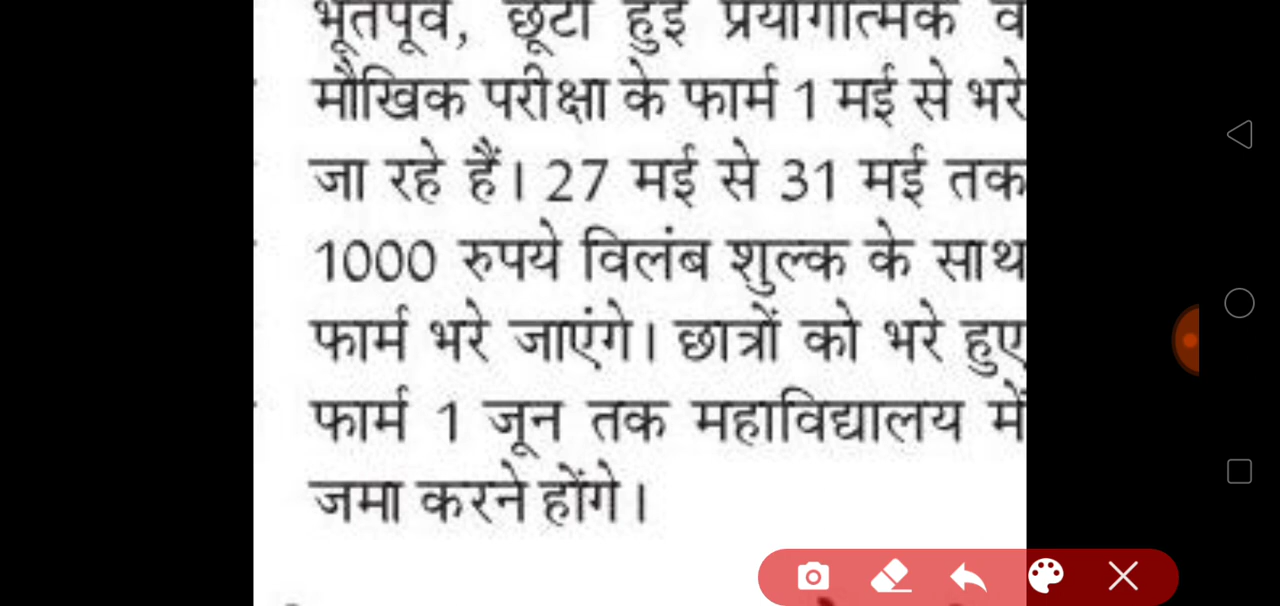 भूतपूर्व, छूटी हुई प्रयोगात्मक व
मौखिक परीक्षा के फार्म 1 मई से भरे
जा रहे हैं। 27 मई से 31 मई तक
1000 रुपये विलंब शुल्क के साथ
फार्म भरे जाएंगे। छात्रों को भरे हुए
फार्म 1 जून तक महाविद्यालय में
जमा करने होंगे।